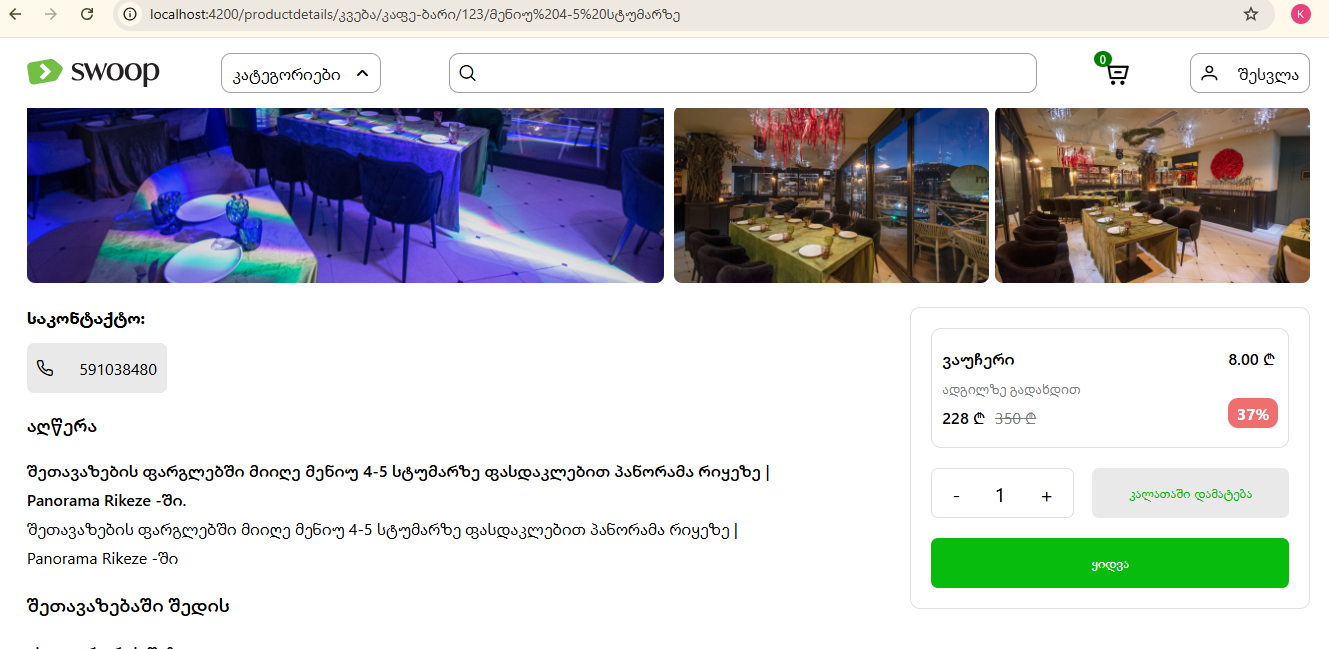 localhost:4200/productdetails/კვება/კაფე-ბარი/123/მენიუ%204-5%20სტუმარზე
K
swoop
კატეგორიები
0
შესვლა
საკონტაქტო:
591038480
აღწერა
შეთავაზების ფარგლებში მიიღე მენიუ 4-5 სტუმარზე ფასდაკლებით პანორამა რიყეზე |
Panorama Rikeze -ში.
შეთავაზების ფარგლებში მიიღე მენიუ 4-5 სტუმარზე ფასდაკლებით პანორამა რიყეზე |
Panorama Rikeze -ში
შეთავაზებაში შედის
ვაუჩერი 8.00 ₾
ადგილზე გადახდით
228 ₾ 350 ₾ 37%
- 1 + კალათაში დამატება
ყიდვა